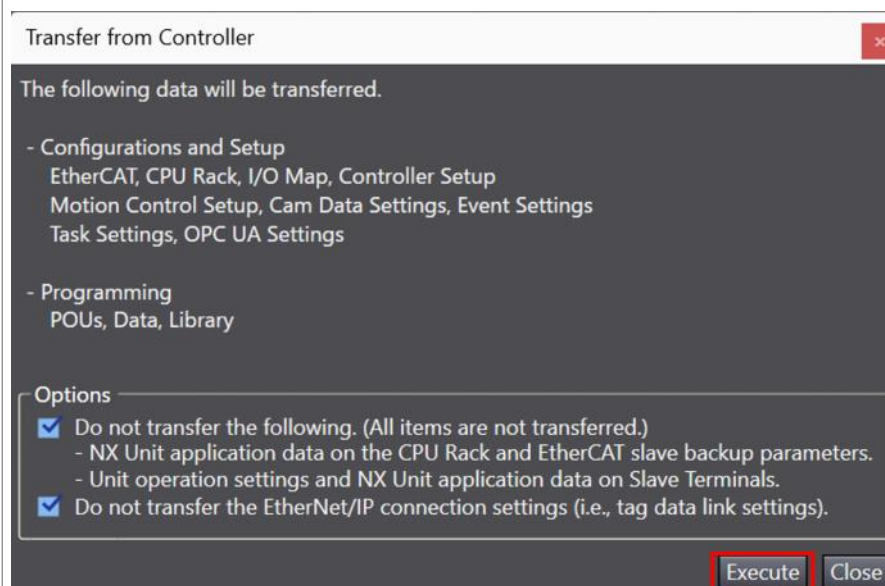 Transfer from Controller
The following data will be transferred.
- Configurations and Setup
EtherCAT, CPU Rack, I/O Map, Controller Setup
Motion Control Setup, Cam Data Settings, Event Settings
Task Settings, OPC UA Settings
- Programming
POUs, Data, Library
Options
Do not transfer the following. (All items are not transferred.)
- NX Unit application data on the CPU Rack and EtherCAT slave backup parameters.
- Unit operation settings and NX Unit application data on Slave Terminals.
Do not transfer the EtherNet/IP connection settings (i.e., tag data link settings).
Execute Close